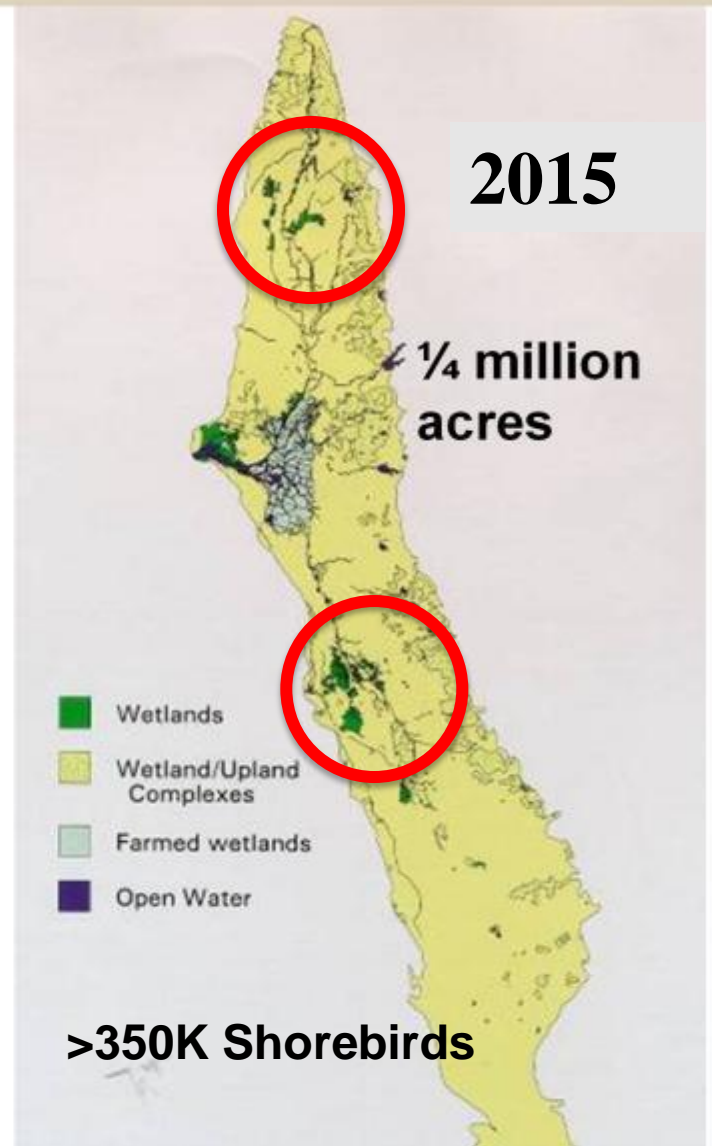 2015
¼ million
acres
Wetlands
Wetland/Upland
Complexes
Farmed wetlands
Open Water
>350K Shorebirds